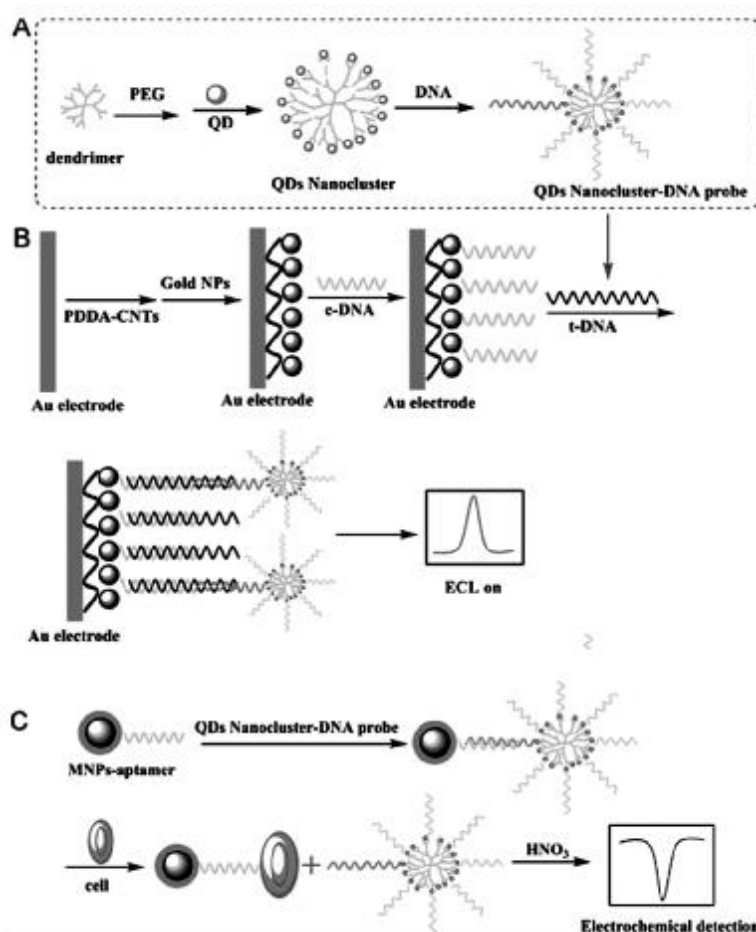 A
PEG
QD
DNA
dendrimer
QDs Nanocluster
QDs Nanocluster-DNA probe
B
PDDA-CNTs
Gold NPs
c-DNA
t-DNA
Au electrode
Au electrode
Au electrode
Au electrode
ECL on
C
MNPs-aptamer
QDs Nanocluster-DNA probe
cell
+
HNO₃
Electrochemical detection